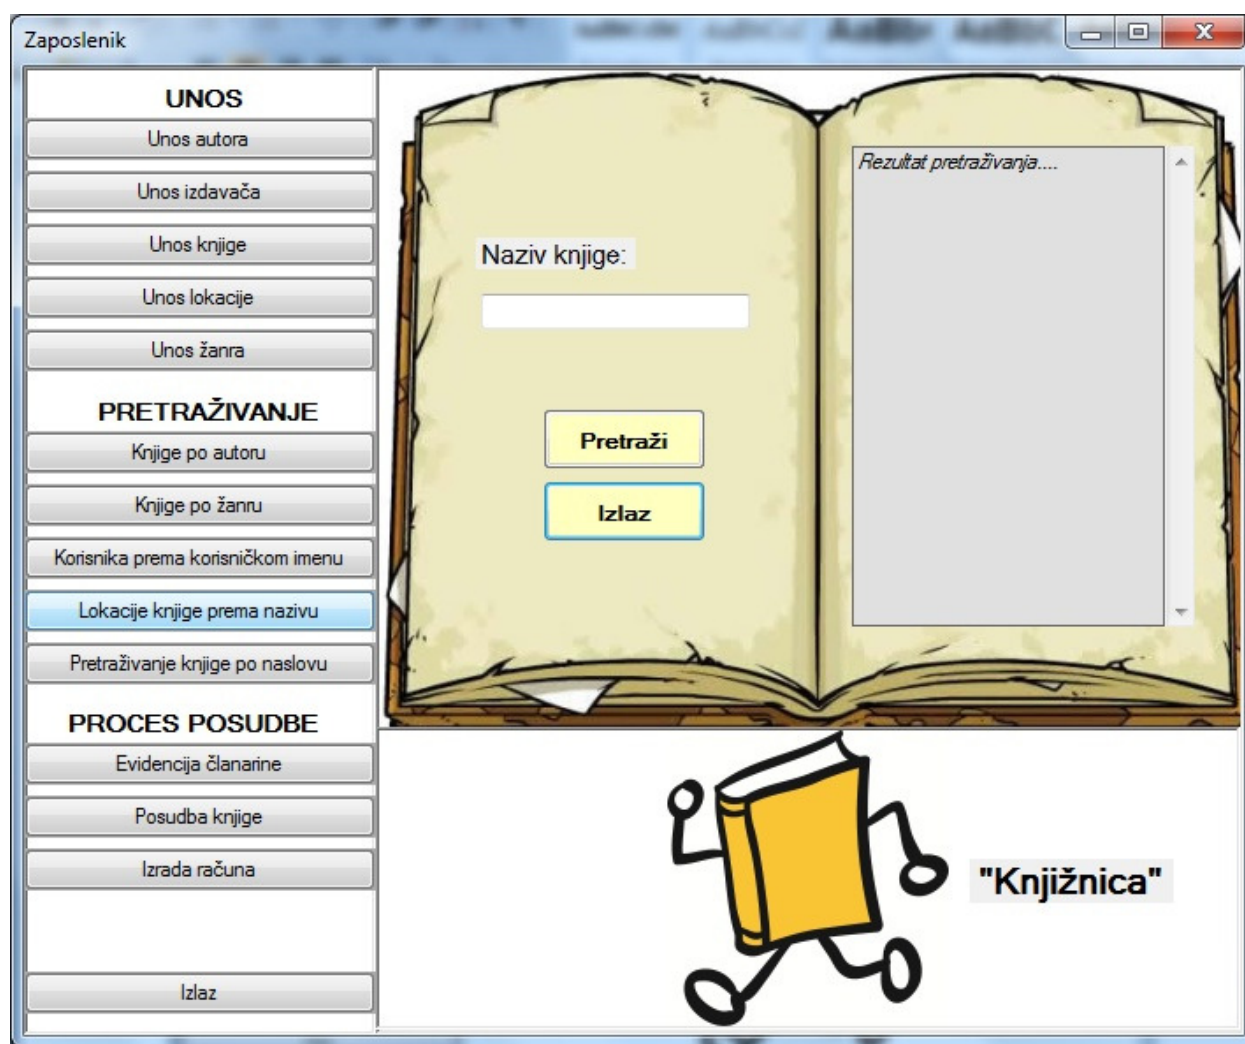 Zaposlenik
UNOS
Unos autora
Unos izdavača
Unos knjige
Unos lokacije
Unos žanra
PRETRAŽIVANJE
Knjige po autoru
Knjige po žanru
Korisnika prema korisničkom imenu
Lokacije knjige prema nazivu
Pretraživanje knjige po naslovu
PROCES POSUDBE
Evidencija članarine
Posudba knjige
Izrada računa
Izlaz
Naziv knjige:
Pretraži
Izlaz
Rezultat pretraživanja....
"Knjižnica"